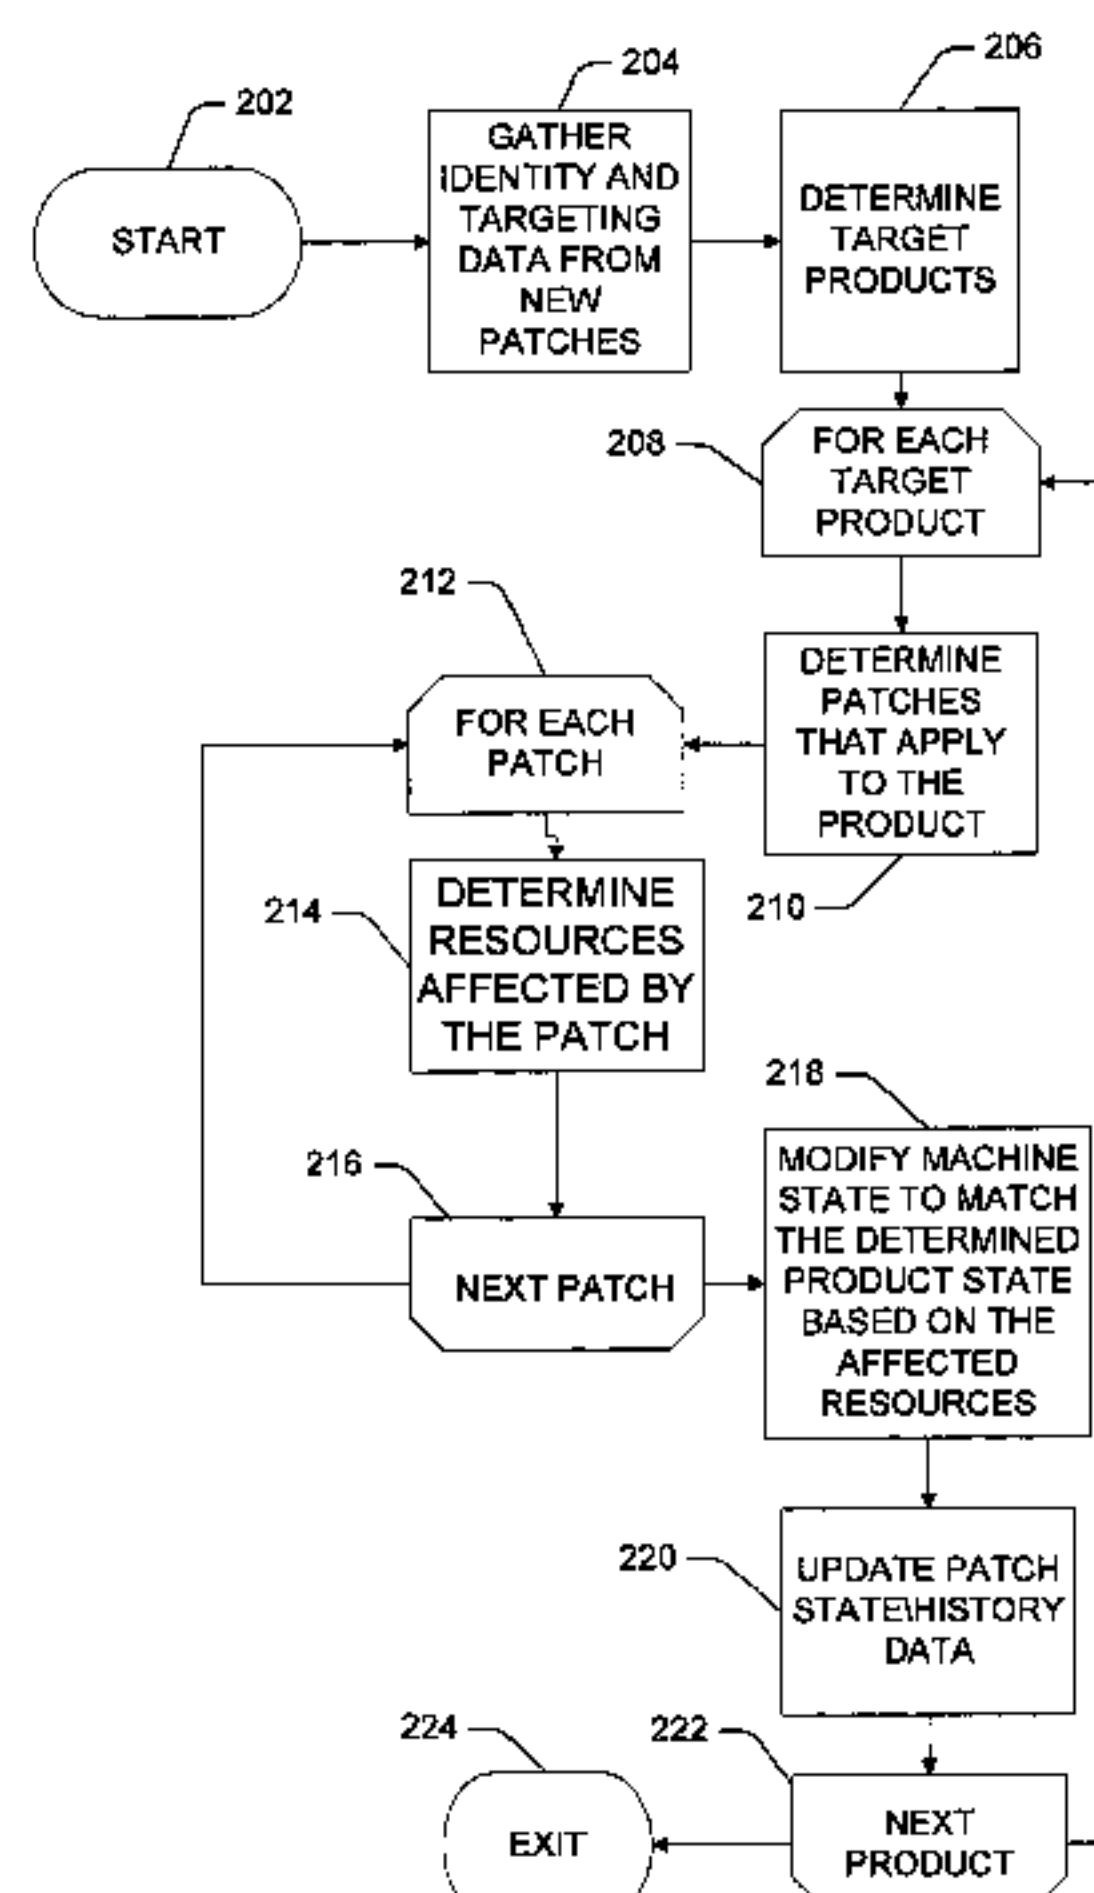 202
START
204
GATHER
IDENTITY AND
TARGETING
DATA FROM
NEW
PATCHES
206
DETERMINE
TARGET
PRODUCTS
208
FOR EACH
TARGET
PRODUCT
210
DETERMINE
PATCHES
THAT APPLY
TO THE
PRODUCT
212
FOR EACH
PATCH
214
DETERMINE
RESOURCES
AFFECTED BY
THE PATCH
216
NEXT PATCH
218
MODIFY MACHINE
STATE TO MATCH
THE DETERMINED
PRODUCT STATE
BASED ON THE
AFFECTED
RESOURCES
220
UPDATE PATCH
STATE\HISTORY
DATA
222
NEXT
PRODUCT
224
EXIT